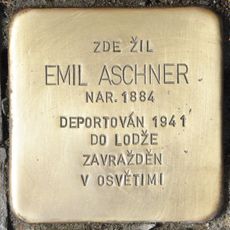 ZDE ŽIL
EMIL ASCHNER
NAR. 1884
DEPORTOVÁN 1941
DO LODŽE
ZAVRAŽDĚN
V OSVĚTIMI